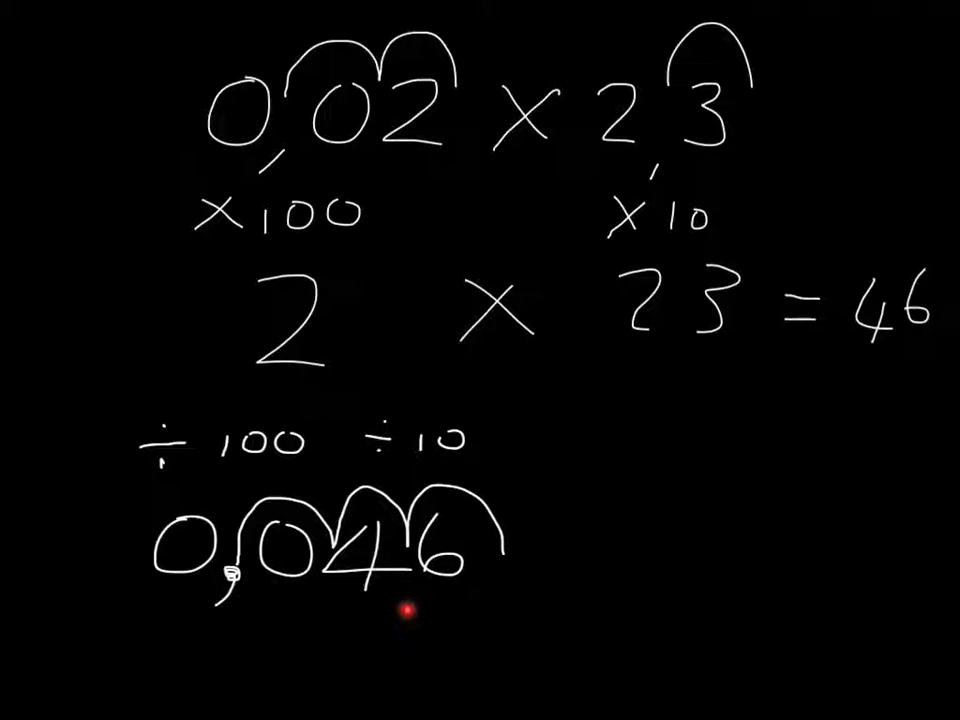 0,02 × 2,3
×100 ×10
2 × 23 = 46
÷ 100 ÷ 10
0,046